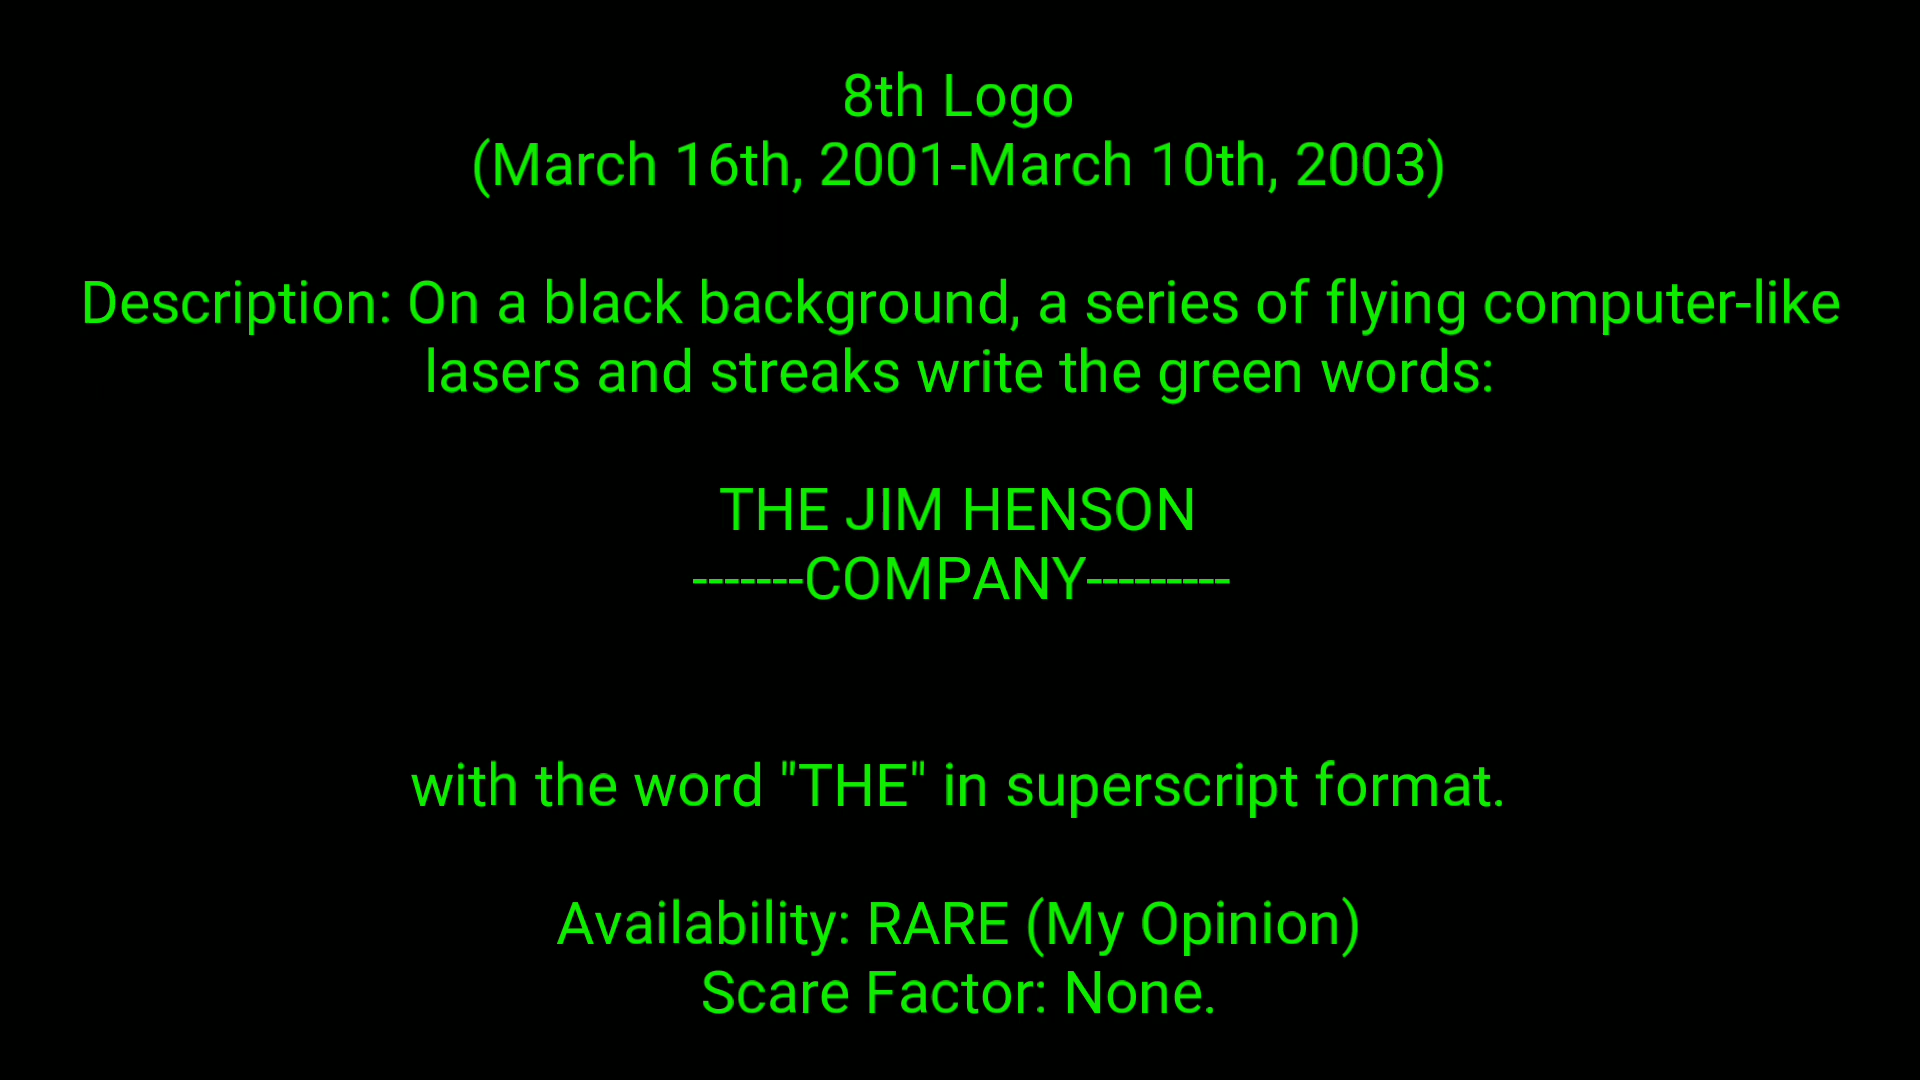 8th Logo
(March 16th, 2001-March 10th, 2003)
Description: On a black background, a series of flying computer-like
lasers and streaks write the green words:
THE JIM HENSON
-------COMPANY---------
with the word "THE" in superscript format.
Availability: RARE (My Opinion)
Scare Factor: None.